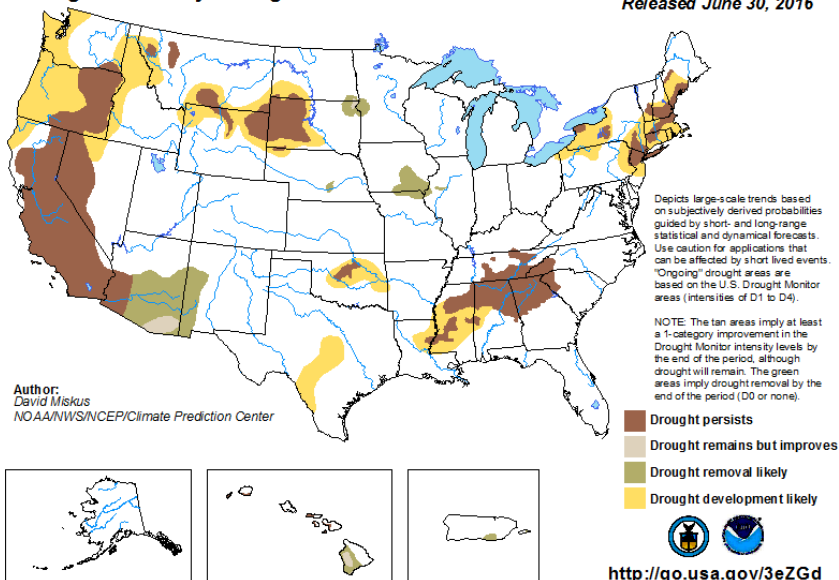 Released June 30, 2016
Depicts large-scale trends based
on subjectively derived probabilities
guided by short- and long-range
statistical and dynamical forecasts.
Use caution for applications that
can be affected by short lived events.
"Ongoing" drought areas are
based on the U.S. Drought Monitor
areas (intensities of D1 to D4).
NOTE: The tan areas imply at least
a 1-category improvement in the
Drought Monitor intensity levels by
the end of the period, although
drought will remain. The green
areas imply drought removal by the
end of the period (D0 or none).
Author:
David Miskus
NOAA/NWS/NCEP/Climate Prediction Center
Drought persists
Drought remains but improves
Drought removal likely
Drought development likely
http://go.usa.gov/3eZGd